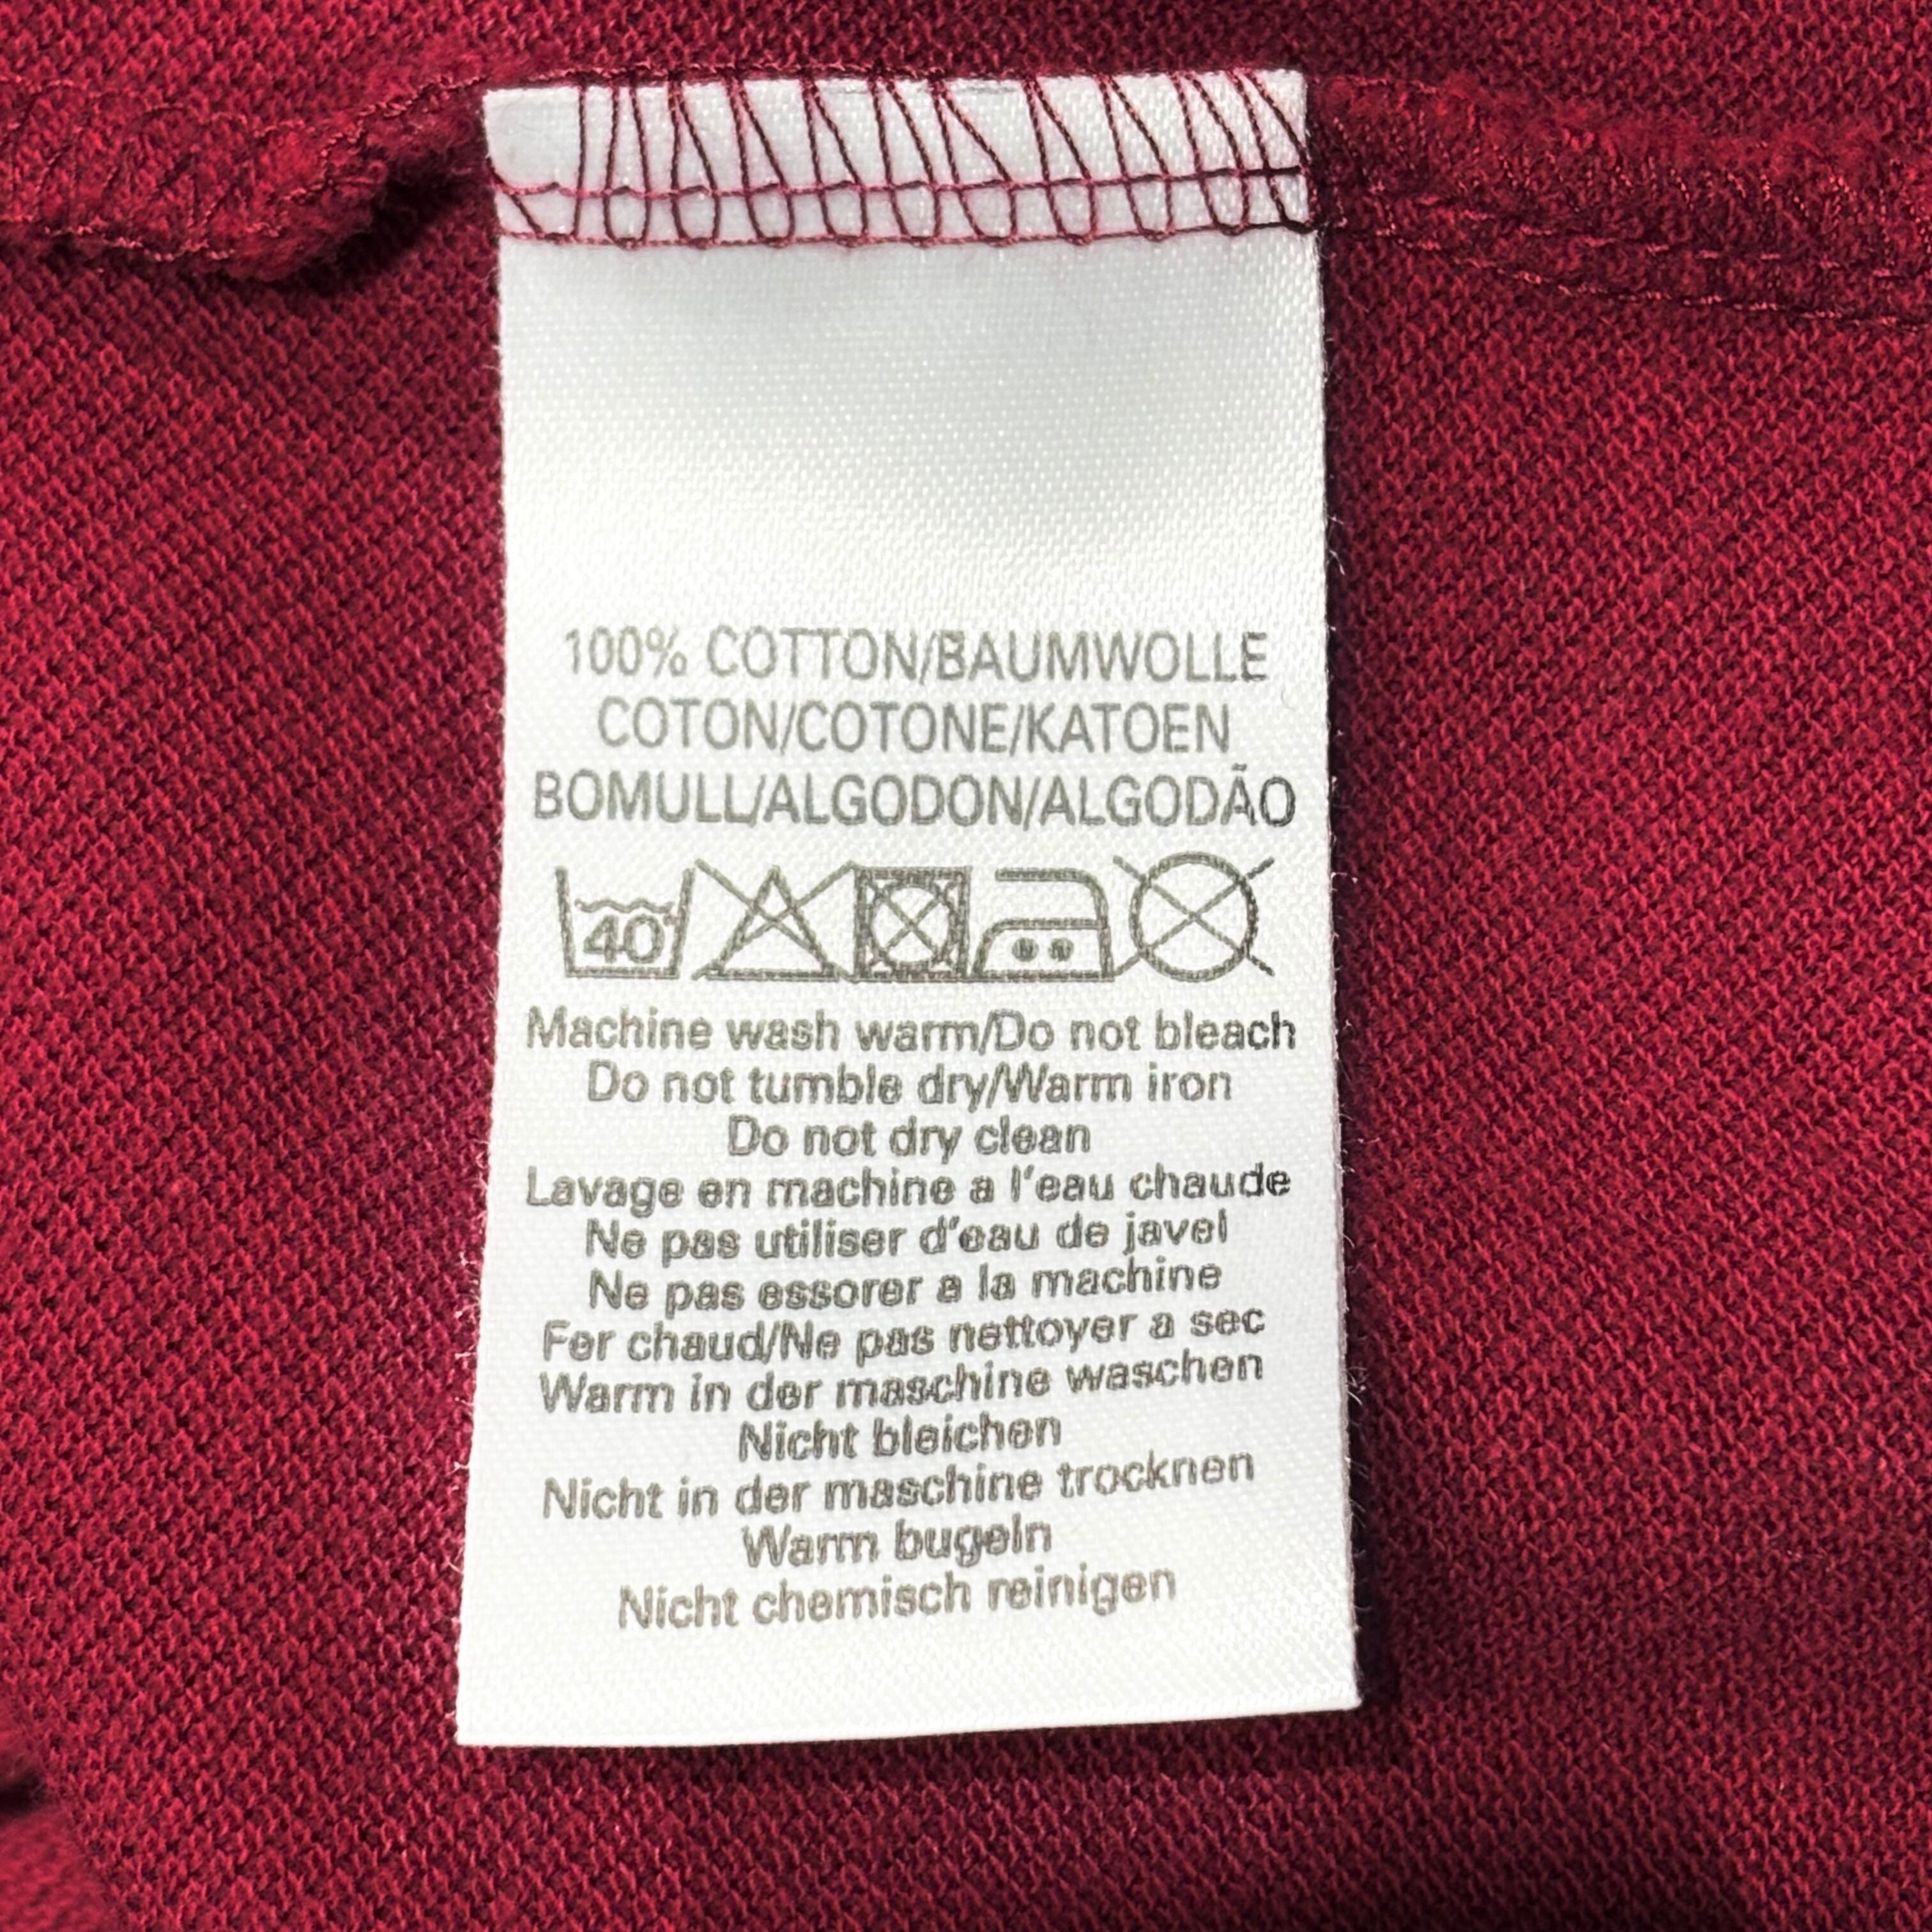 100% COTTON/BAUMWOLLE
COTON/COTONE/KATOEN
BOMULL/ALGODON/ALGODÃO
40°
Machine wash warm/Do not bleach
Do not tumble dry/Warm iron
Do not dry clean
Lavage en machine a l'eau chaude
Ne pas utiliser d'eau de javel
Ne pas essorer a la machine
Fer chaud/Ne pas nettoyer a sec
Warm in der maschine waschen
Nicht bleichen
Nicht in der maschine trocknen
Warm bugeln
Nicht chemisch reinigen